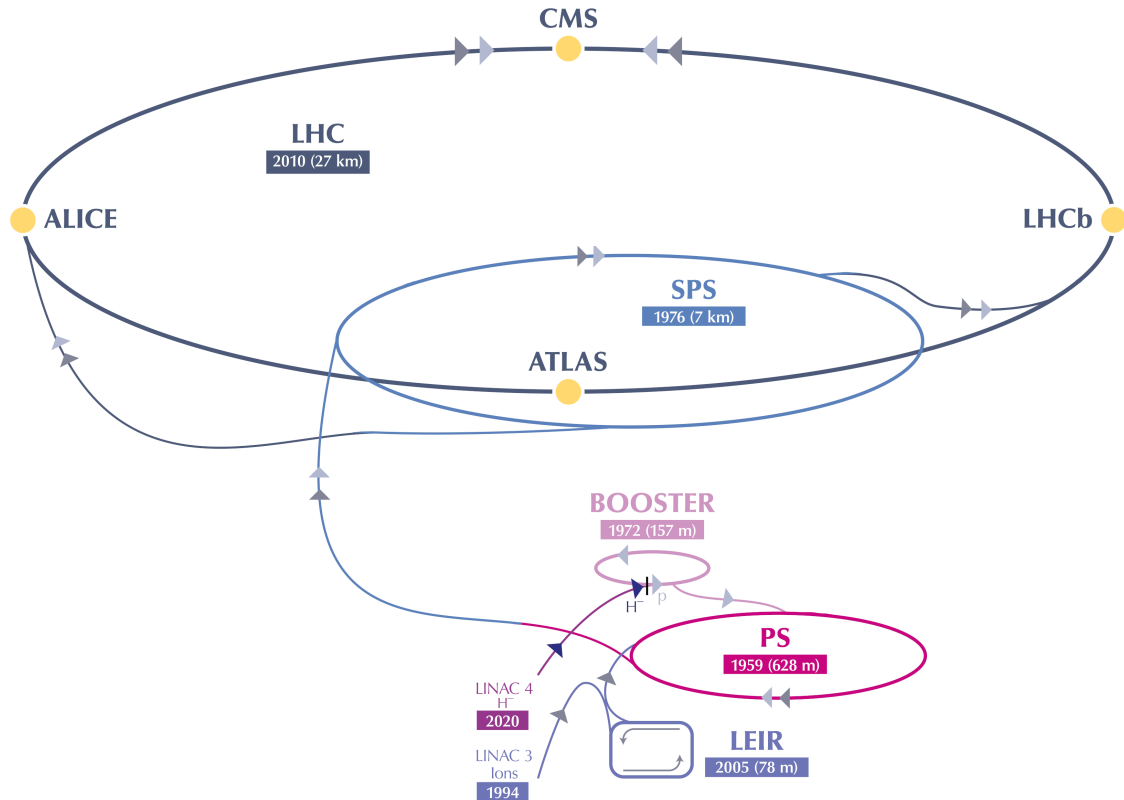 CMS
LHC
2010 (27 km)
ALICE
LHCb
SPS
1976 (7 km)
ATLAS
BOOSTER
1972 (157 m)
H⁻
p
PS
1959 (628 m)
LINAC 4
H⁻
2020
LEIR
2005 (78 m)
LINAC 3
Ions
1994